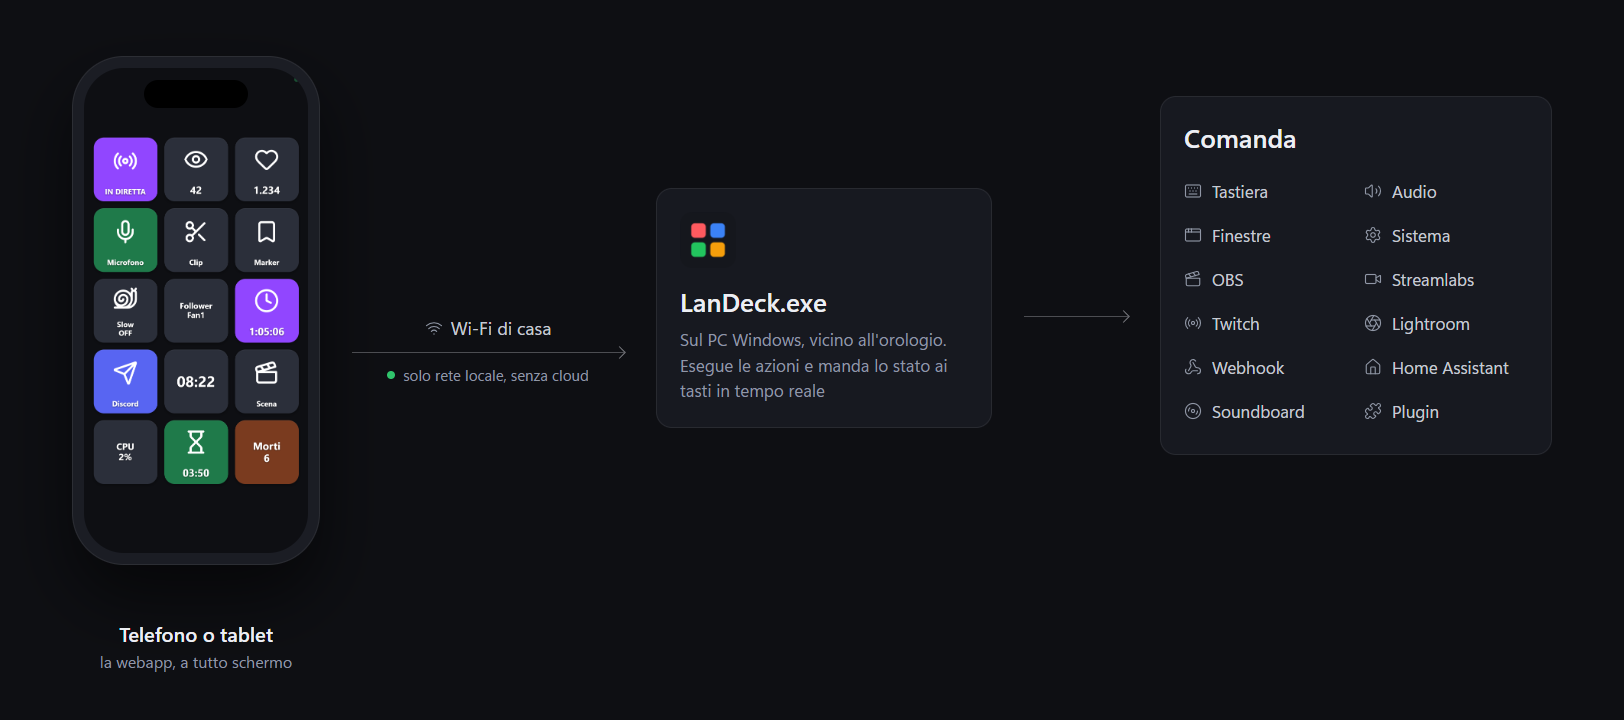 IN DIRETTA
42
1.234
Microfono
Clip
Marker
Slow
OFF
Follower
Fan1
1:05:06
Discord
08:22
Scena
CPU
2%
03:50
Morti
6
Telefono o tablet
la webapp, a tutto schermo
Wi-Fi di casa
solo rete locale, senza cloud
LanDeck.exe
Sul PC Windows, vicino all'orologio.
Esegue le azioni e manda lo stato ai
tasti in tempo reale
Comanda
Tastiera
Audio
Finestre
Sistema
OBS
Streamlabs
Twitch
Lightroom
Webhook
Home Assistant
Soundboard
Plugin